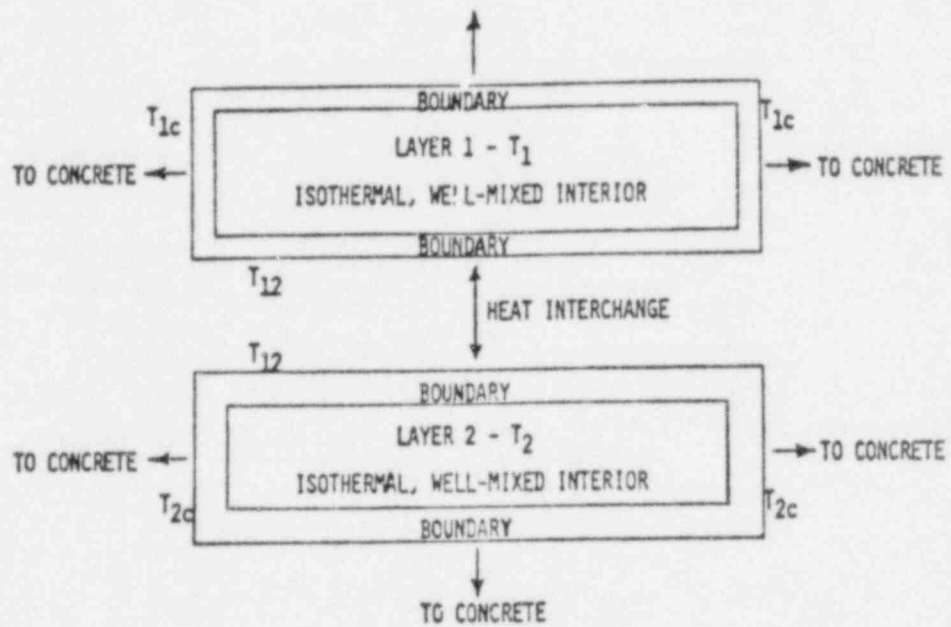 BOUNDARY
T1c
T1c
LAYER 1 - T1
TO CONCRETE
TO CONCRETE
ISOTHERMAL, WE'L-MIXED INTERIOR
BOUNDARY
T12
HEAT INTERCHANGE
T12
BOUNDARY
LAYER 2 - T2
TO CONCRETE
TO CONCRETE
ISOTHERMAL, WELL-MIXED INTERIOR
T2c
T2c
BOUNDARY
TO CONCRETE